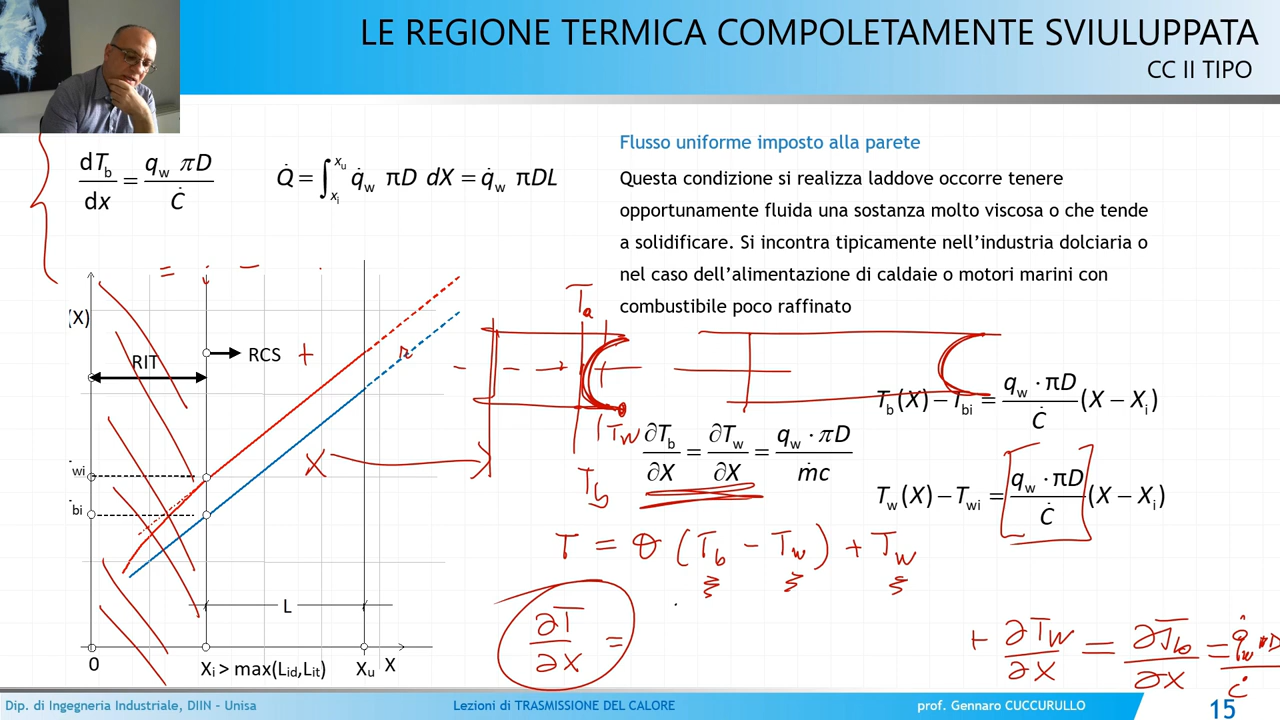 LE REGIONE TERMICA COMPOLETAMENTE SVIULUPPATA
CC II TIPO
dT_b/dx = q_w πD/Ċ
Q̇ = ∫_{x_i}^{x_u} q̇_w πD dX = q̇_w πDL
Flusso uniforme imposto alla parete
Questa condizione si realizza laddove occorre tenere
opportunamente fluida una sostanza molto viscosa o che tende
a solidificare. Si incontra tipicamente nell'industria dolciaria o
nel caso dell'alimentazione di caldaie o motori marini con
combustibile poco raffinato
(X)
RIT
RCS
+
wi
bi
L
0
X_i > max(L_id,L_it)
X_u
X
X
T_a
T_w
T_b
∂T_b/∂X = ∂T_w/∂X = q_w · πD/ṁc
T_b(X) – T_bi = q_w · πD/Ċ (X – X_i)
T_w(X) – T_wi = q_w · πD/Ċ (X – X_i)
T = θ (T_b – T_w) + T_w
∂T/∂X =
+ ∂T_w/∂X = ∂T_b/∂X = q̇_w πD/Ċ
Dip. di Ingegneria Industriale, DIIN - Unisa
Lezioni di TRASMISSIONE DEL CALORE
prof. Gennaro CUCCURULLO
15